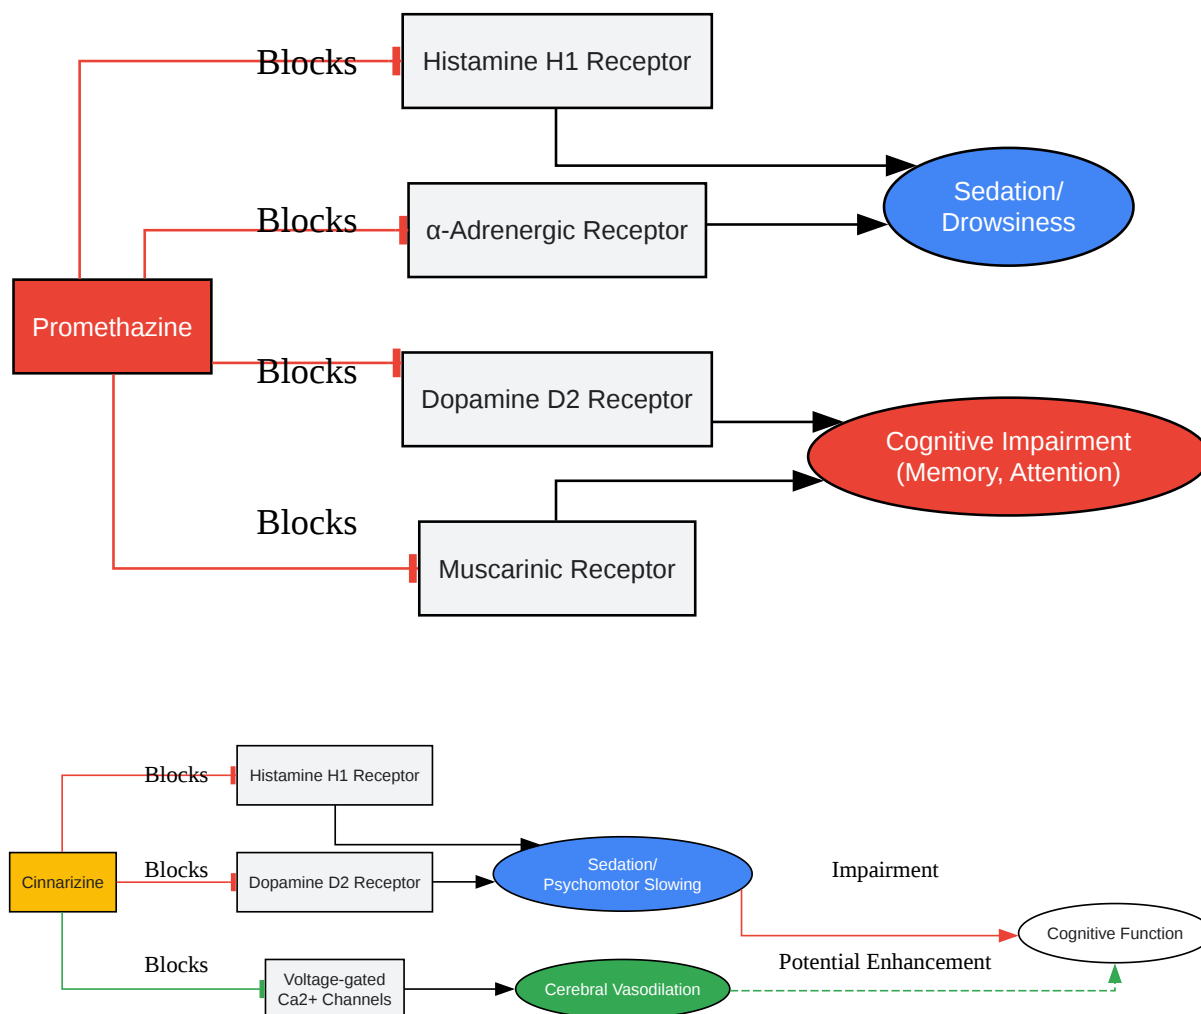 Blocks
Histamine H1 Receptor
Blocks
α-Adrenergic Receptor
Sedation/
Drowsiness
Promethazine
Blocks
Dopamine D2 Receptor
Cognitive Impairment
(Memory, Attention)
Blocks
Muscarinic Receptor
Blocks
Histamine H1 Receptor
Cinnarizine
Blocks
Dopamine D2 Receptor
Sedation/
Psychomotor Slowing
Impairment
Cognitive Function
Blocks
Voltage-gated
Ca2+ Channels
Cerebral Vasodilation
Potential Enhancement